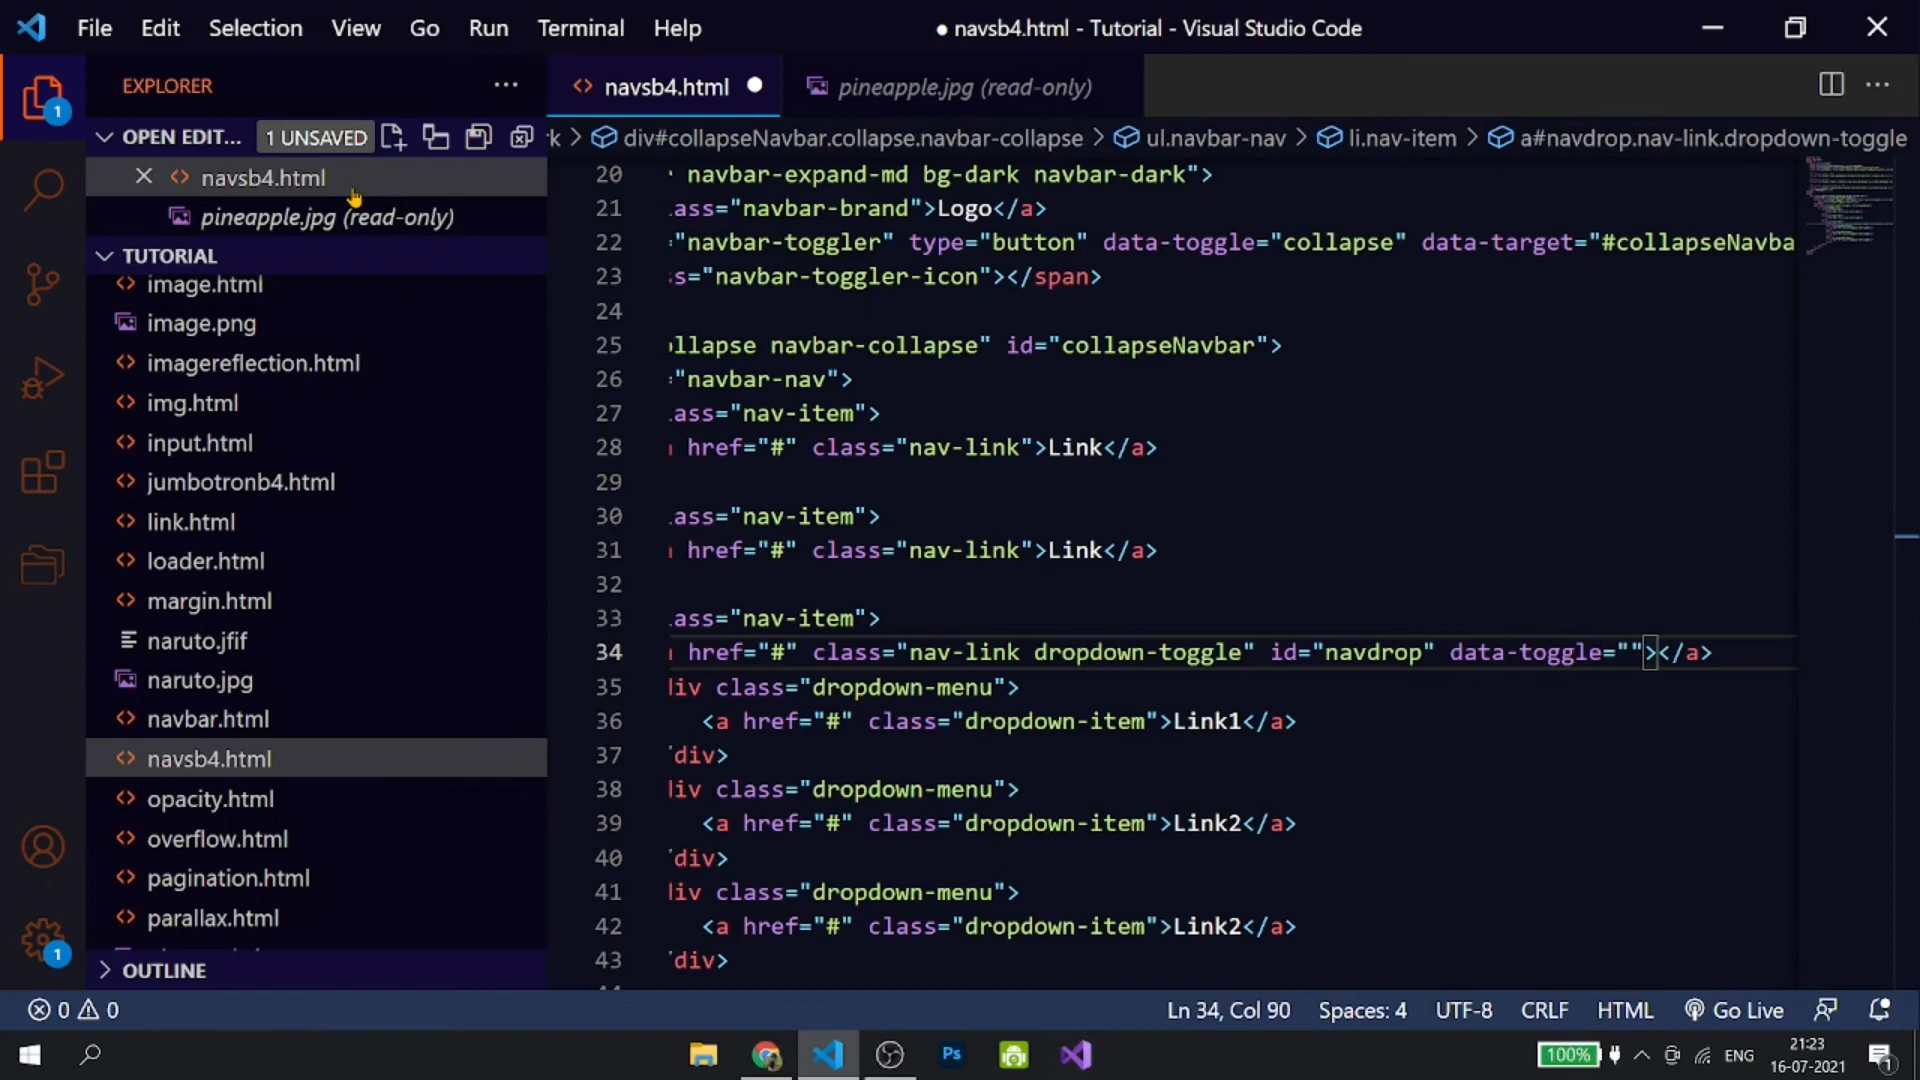 File Edit Selection View Go Run Terminal Help
● navsb4.html - Tutorial - Visual Studio Code
EXPLORER
navsb4.html
pineapple.jpg (read-only)
OPEN EDIT... 1 UNSAVED
rk > div#collapseNavbar.collapse.navbar-collapse > ul.navbar-nav > li.nav-item > a#navdrop.nav-link.dropdown-toggle
navsb4.html
pineapple.jpg (read-only)
TUTORIAL
image.html
image.png
imagereflection.html
img.html
input.html
jumbotronb4.html
link.html
loader.html
margin.html
naruto.jfif
naruto.jpg
navbar.html
navsb4.html
opacity.html
overflow.html
pagination.html
parallax.html
OUTLINE
20 navbar-expand-md bg-dark navbar-dark">
21 ass="navbar-brand">Logo</a>
22 ="navbar-toggler" type="button" data-toggle="collapse" data-target="#collapseNavba
23 s="navbar-toggler-icon"></span>
24
25 ollapse navbar-collapse" id="collapseNavbar">
26 ="navbar-nav">
27 ass="nav-item">
28 href="#" class="nav-link">Link</a>
29
30 ass="nav-item">
31 href="#" class="nav-link">Link</a>
32
33 ass="nav-item">
34 href="#" class="nav-link dropdown-toggle" id="navdrop" data-toggle=""></a>
35 div class="dropdown-menu">
36 <a href="#" class="dropdown-item">Link1</a>
37 /div>
38 div class="dropdown-menu">
39 <a href="#" class="dropdown-item">Link2</a>
40 /div>
41 div class="dropdown-menu">
42 <a href="#" class="dropdown-item">Link2</a>
43 /div>
0 0
Ln 34, Col 90 Spaces: 4 UTF-8 CRLF HTML Go Live
Ps
100% ENG
21:23
16-07-2021
1
1
1